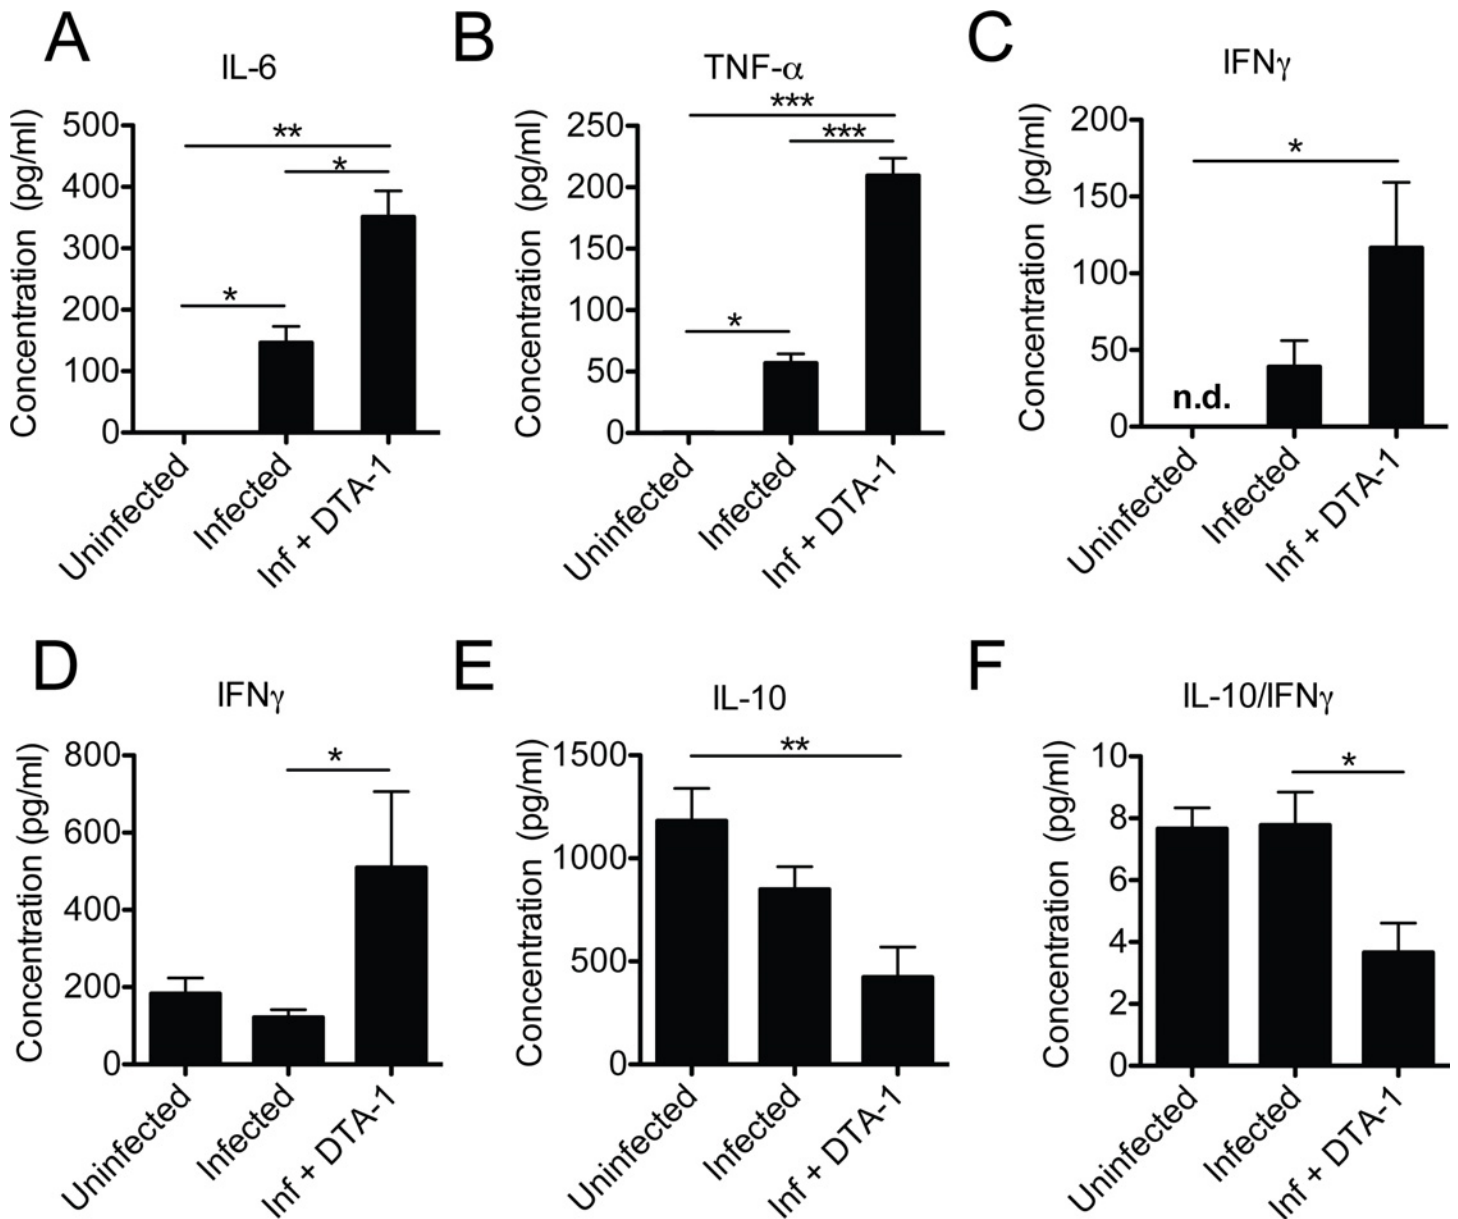 A
IL-6
Concentration (pg/ml)
500
400
300
200
100
0
**
*
*
Uninfected
Infected
Inf + DTA-1
B
TNF-α
Concentration (pg/ml)
250
200
150
100
50
0
***
***
*
Uninfected
Infected
Inf + DTA-1
C
IFNγ
Concentration (pg/ml)
200
150
100
50
0
*
n.d.
Uninfected
Infected
Inf + DTA-1
D
IFNγ
Concentration (pg/ml)
800
600
400
200
0
*
Uninfected
Infected
Inf + DTA-1
E
IL-10
Concentration (pg/ml)
1500
1000
500
0
**
Uninfected
Infected
Inf + DTA-1
F
IL-10/IFNγ
Concentration (pg/ml)
10
8
6
4
2
0
*
Uninfected
Infected
Inf + DTA-1